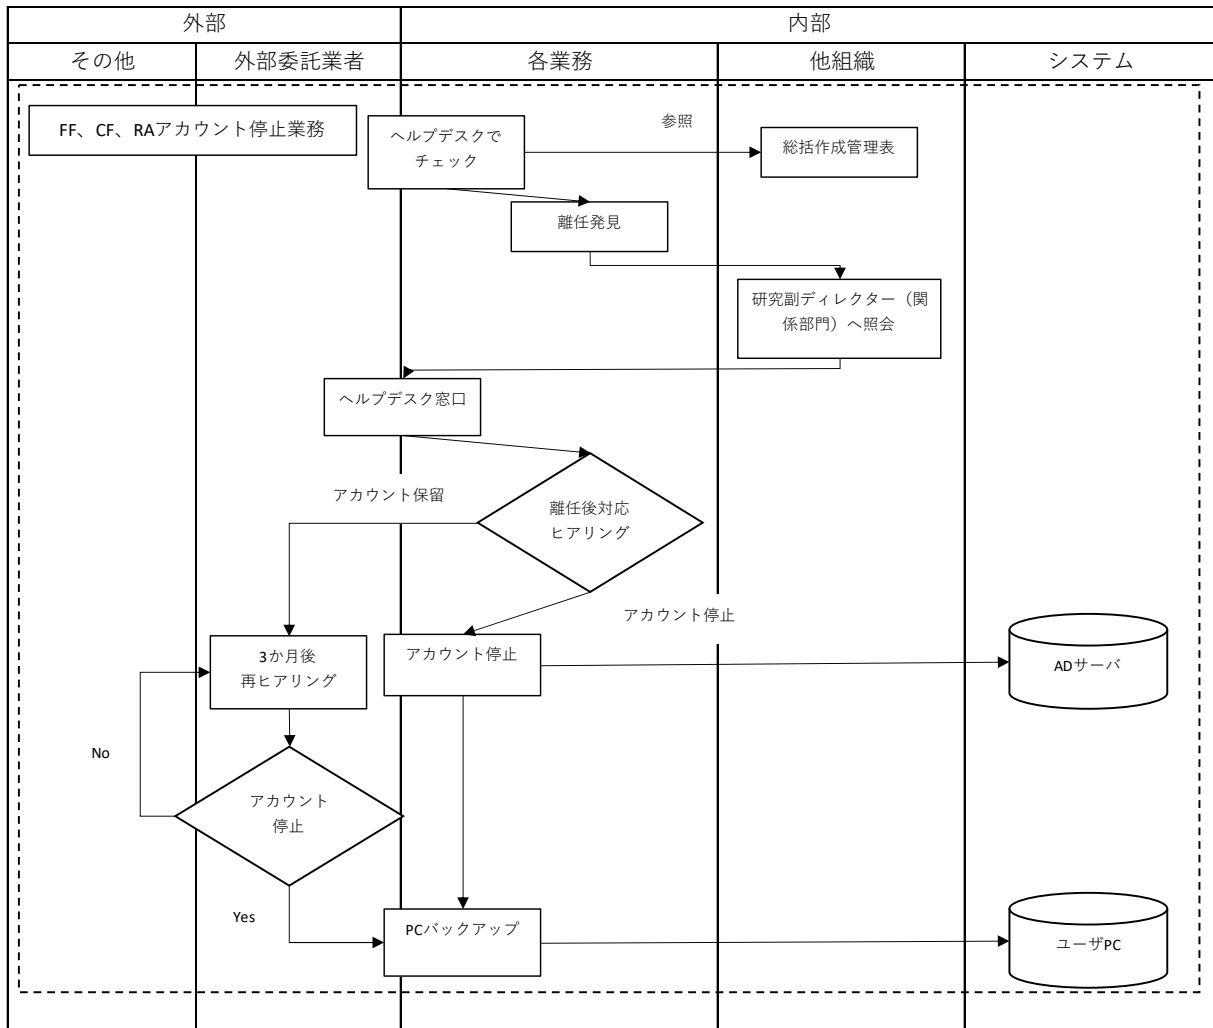 外部
内部
その他
外部委託業者
各業務
他組織
システム
FF、CF、RAアカウント停止業務
ヘルプデスクで
チェック
参照
総括作成管理表
離任発見
研究副ディレクター（関
係部門）へ照会
ヘルプデスク窓口
アカウント保留
離任後対応
ヒアリング
アカウント停止
3か月後
再ヒアリング
アカウント停止
ADサーバ
No
アカウント
停止
Yes
PCバックアップ
ユーザPC